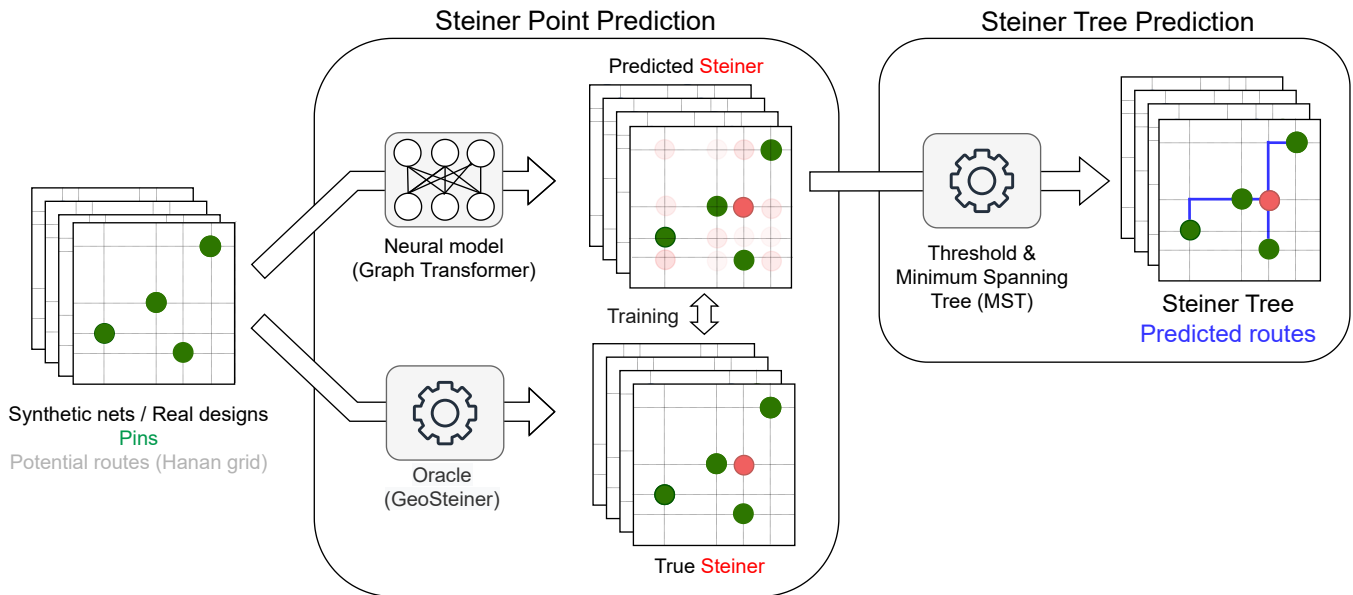 Steiner Point Prediction
Steiner Tree Prediction
Predicted Steiner
Neural model
(Graph Transformer)
Threshold &
Minimum Spanning
Tree (MST)
Steiner Tree
Predicted routes
Training
Synthetic nets / Real designs
Pins
Potential routes (Hanan grid)
Oracle
(GeoSteiner)
True Steiner